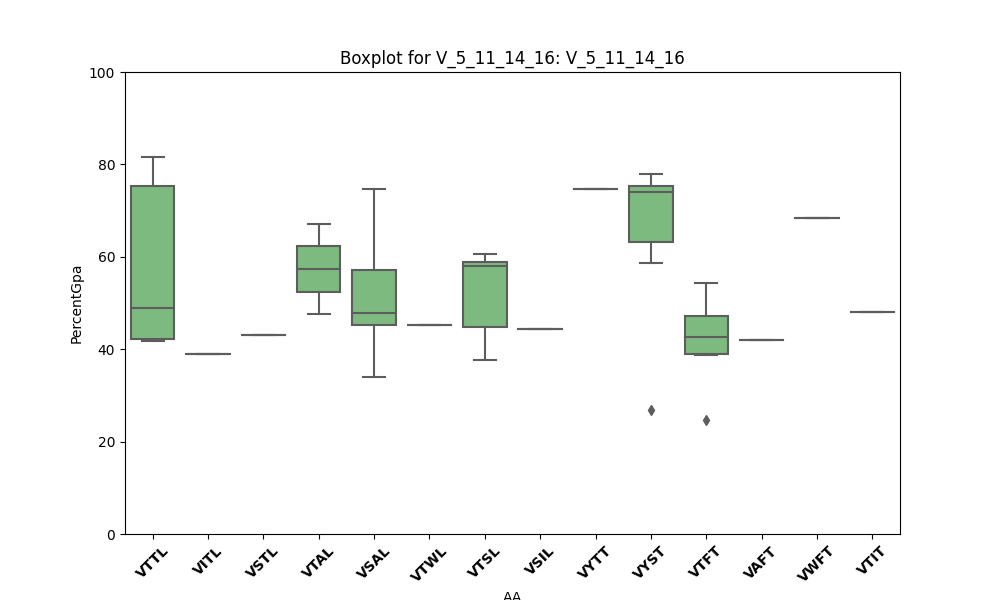 Boxplot for V_5_11_14_16: V_5_11_14_16
100
80
60
40
20
0
PercentGpa
VTTL VITL VSTL VTAL VSAL VTWL VTSL VSIL VYTT VYST VTFT VAFT VWFT VTIT
AA